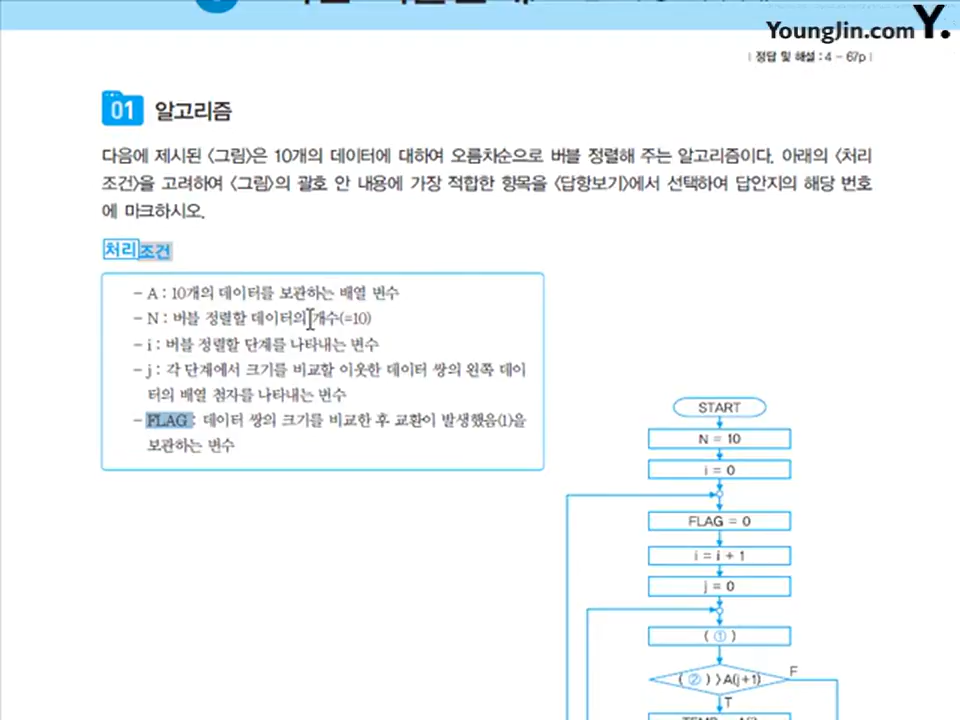 YoungJin.com Y.
| 정답 및 해설 : 4 - 67p |
01 알고리즘
다음에 제시된 〈그림〉은 10개의 데이터에 대하여 오름차순으로 버블 정렬해 주는 알고리즘이다. 아래의 〈처리
조건〉을 고려하여 〈그림〉의 괄호 안 내용에 가장 적합한 항목을 〈답항보기〉에서 선택하여 답안지의 해당 번호
에 마크하시오.
처리조건
- A : 10개의 데이터를 보관하는 배열 변수
- N : 버블 정렬할 데이터의 개수(=10)
- i : 버블 정렬할 단계를 나타내는 변수
- j : 각 단계에서 크기를 비교할 이웃한 데이터 쌍의 왼쪽 데이
터의 배열 첨자를 나타내는 변수
- FLAG : 데이터 쌍의 크기를 비교한 후 교환이 발생했음(1)을
보관하는 변수
START
N = 10
i = 0
FLAG = 0
i = i + 1
j = 0
( ① )
( ② ) > A(j+1)
F
T